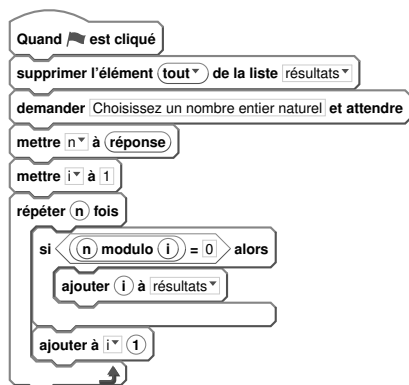 Quand est cliqué
supprimer l'élément tout de la liste résultats
demander Choisissez un nombre entier naturel et attendre
mettre n à réponse
mettre i à 1
répéter n fois
si n modulo i = 0 alors
ajouter i à résultats
ajouter à i 1